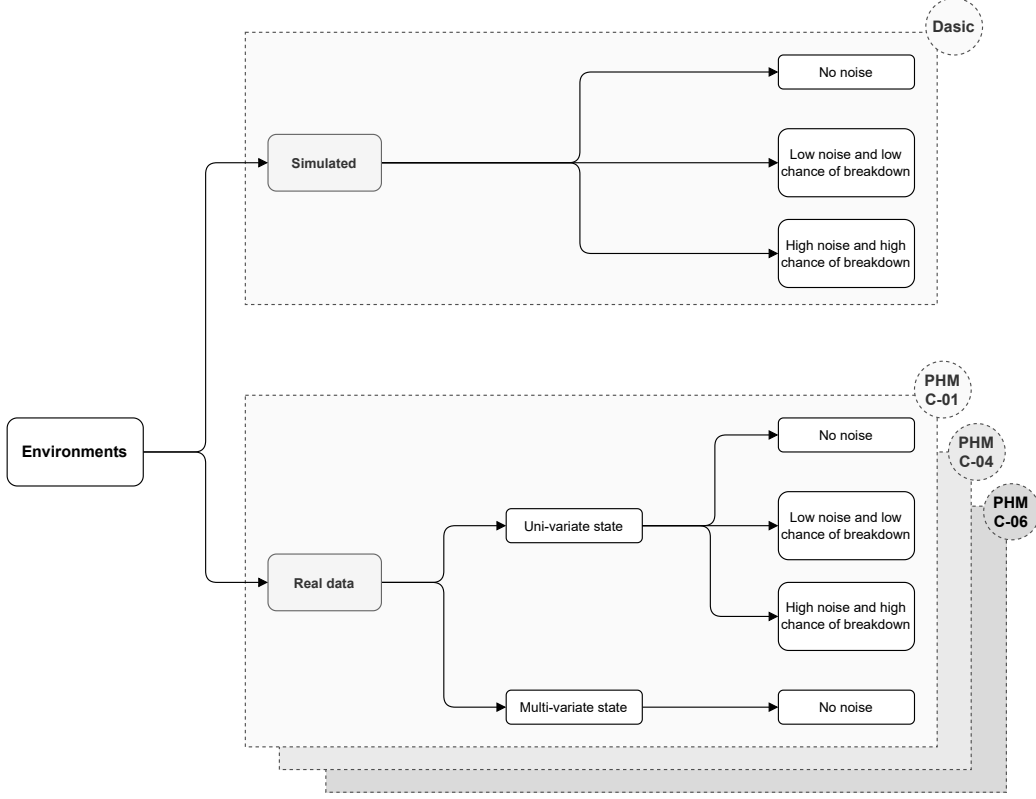 Dasic
No noise
Simulated
Low noise and low
chance of breakdown
High noise and high
chance of breakdown
PHM
C-01
PHM
C-04
PHM
C-06
Environments
No noise
Uni-variate state
Low noise and low
chance of breakdown
Real data
High noise and high
chance of breakdown
Multi-variate state
No noise